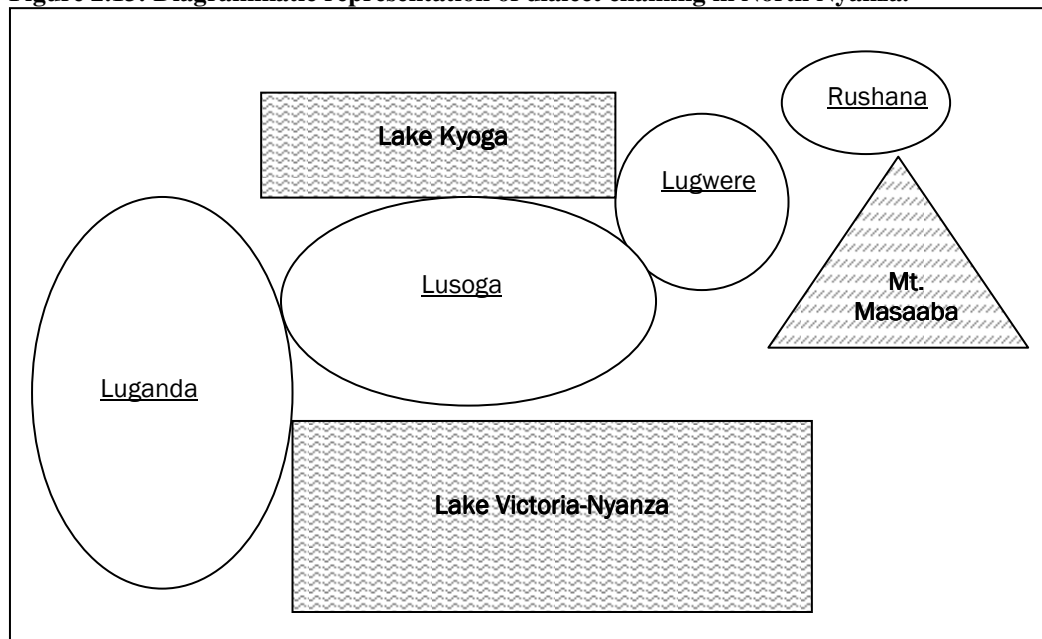 Figure 2.15: Diagrammatic representation of dialect chaining in North Nyanza.
Rushana
Lake Kyoga
Lugwere
Lusoga
Mt.
Masaaba
Luganda
Lake Victoria-Nyanza